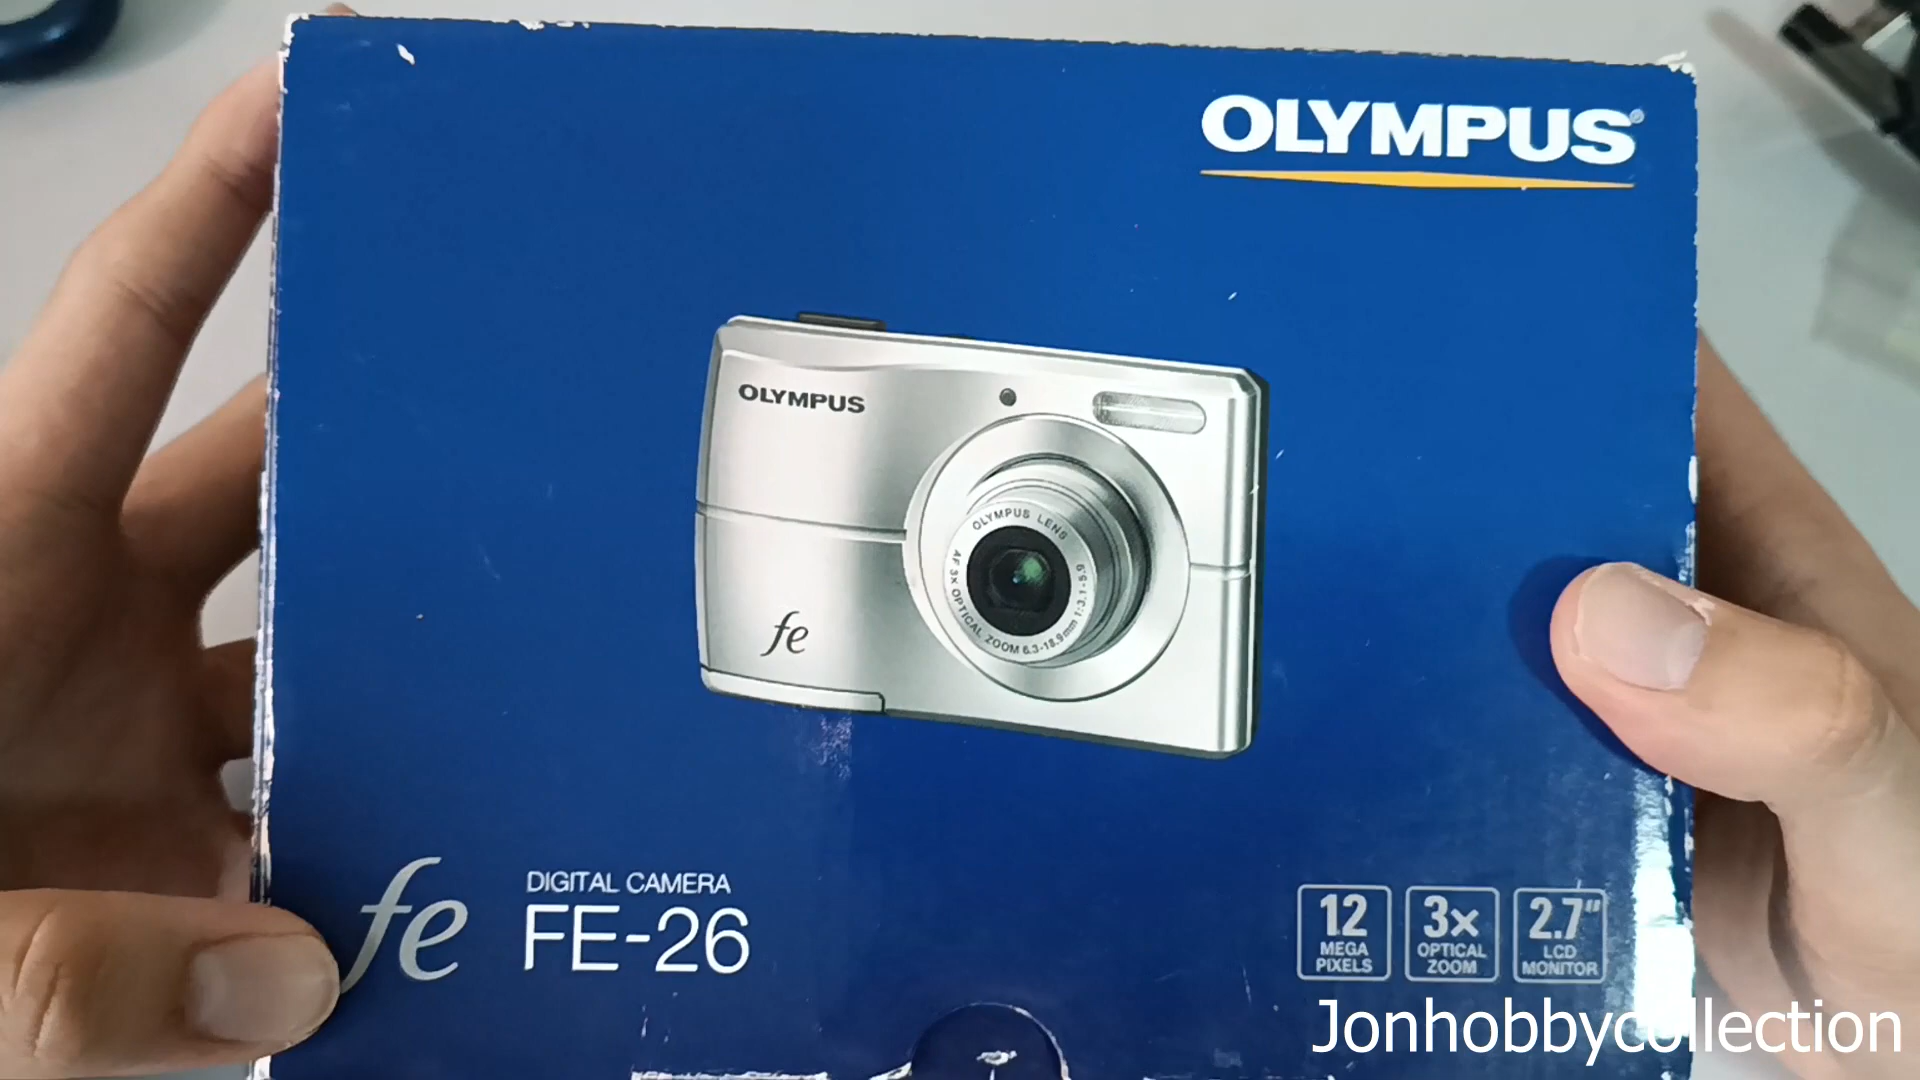 OLYMPUS®
OLYMPUS
OLYMPUS LENS
AF 3x OPTICAL ZOOM 6.3-18.9mm 1:3.1-5.9
fe
fe
DIGITAL CAMERA
FE-26
12
MEGA
PIXELS
3x
OPTICAL
ZOOM
2.7"
LCD
MONITOR
Jonhobbycollection